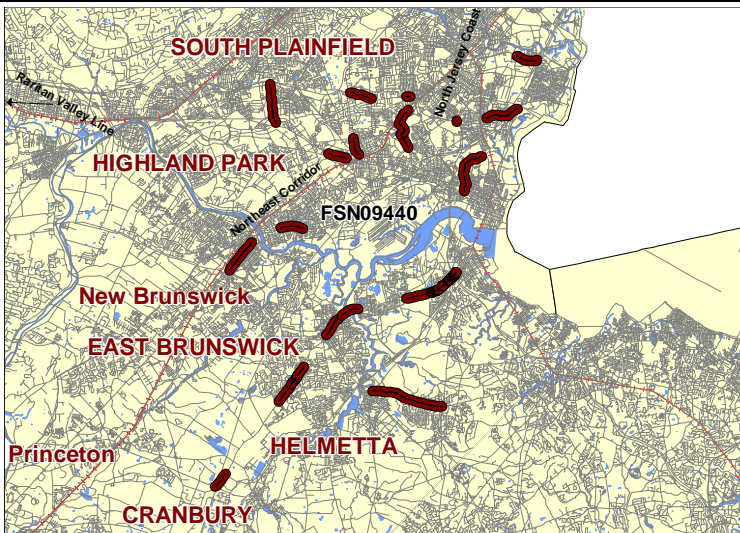 SOUTH PLAINFIELD
North Jersey Coast
Raritan Valley Line
HIGHLAND PARK
Northeast Corridor
FSN09440
New Brunswick
EAST BRUNSWICK
HELMETTA
Princeton
CRANBURY